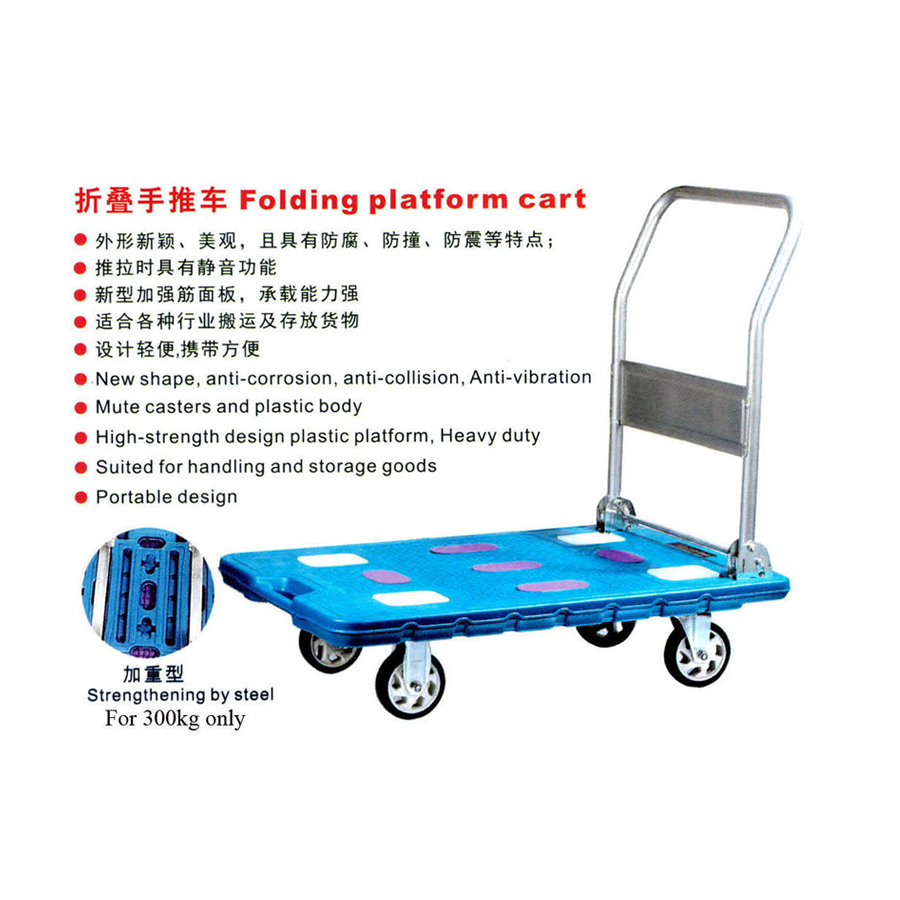 折叠手推车 Folding platform cart
外形新颖、美观，且具有防腐、防撞、防震等特点；
推拉时具有静音功能
新型加强筋面板，承载能力强
适合各种行业搬运及存放货物
设计轻便,携带方便
New shape, anti-corrosion, anti-collision, Anti-vibration
Mute casters and plastic body
High-strength design plastic platform, Heavy duty
Suited for handling and storage goods
Portable design
加重型
Strengthening by steel
For 300kg only